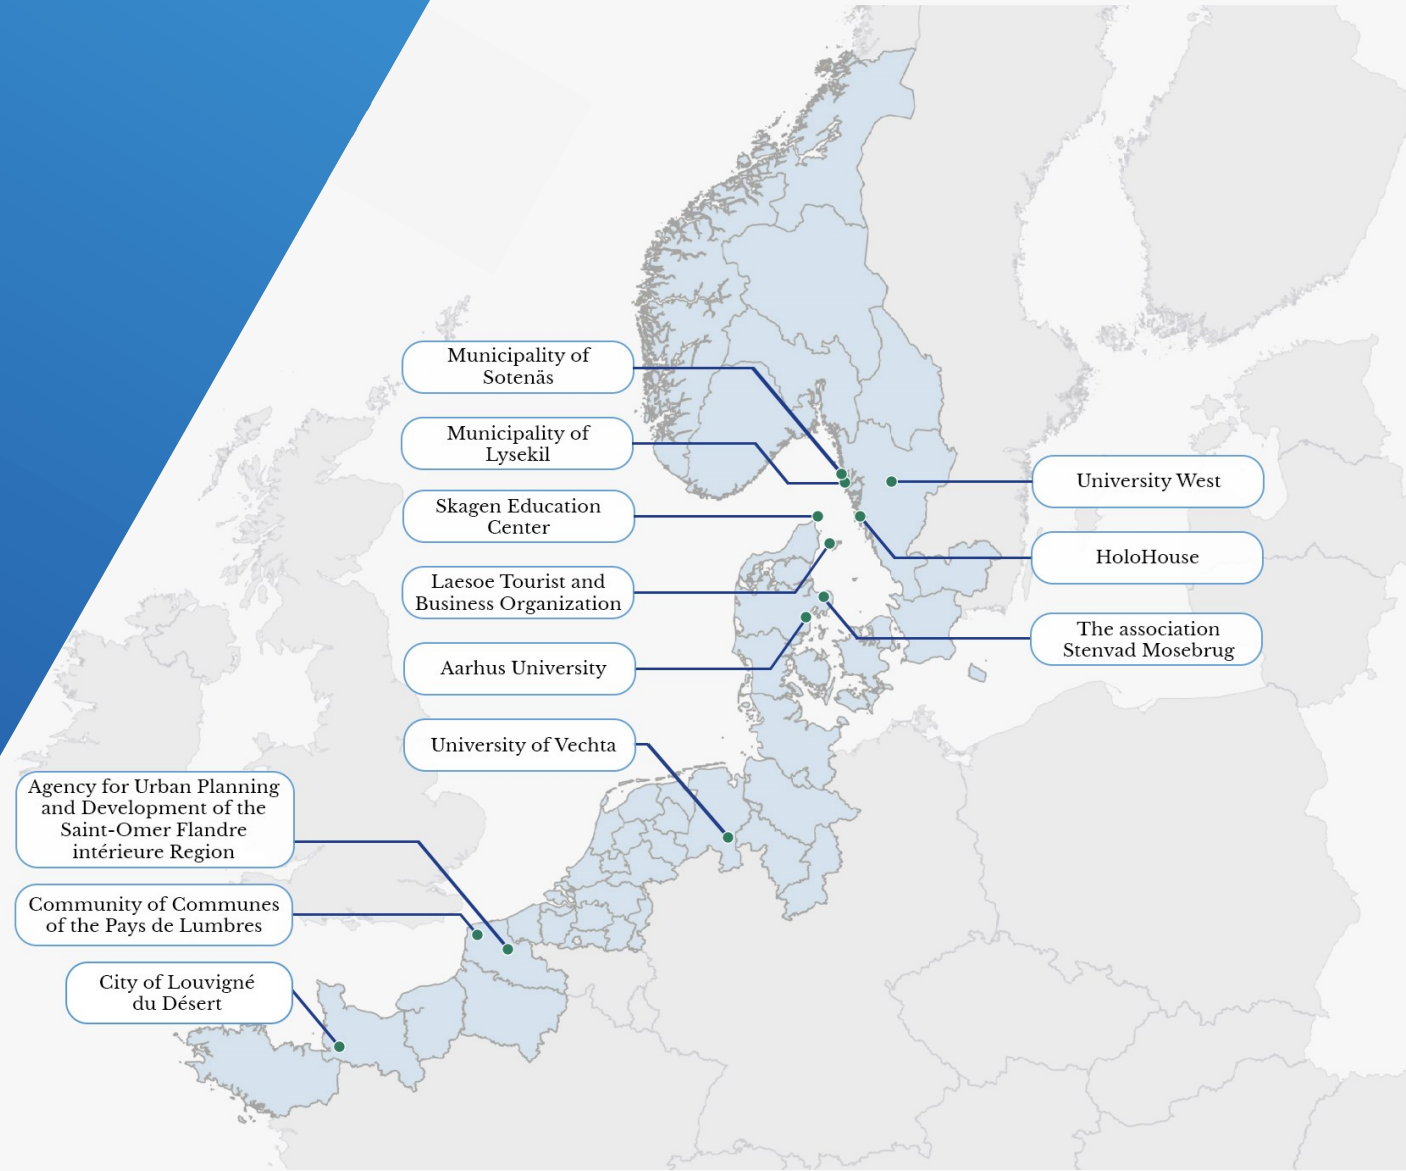 Municipality of
Sotenäs
Municipality of
Lysekil
Skagen Education
Center
Laesoe Tourist and
Business Organization
Aarhus University
University of Vechta
Agency for Urban Planning
and Development of the
Saint-Omer Flandre
intérieure Region
Community of Communes
of the Pays de Lumbres
City of Louvigné
du Désert
University West
HoloHouse
The association
Stenvad Mosebrug